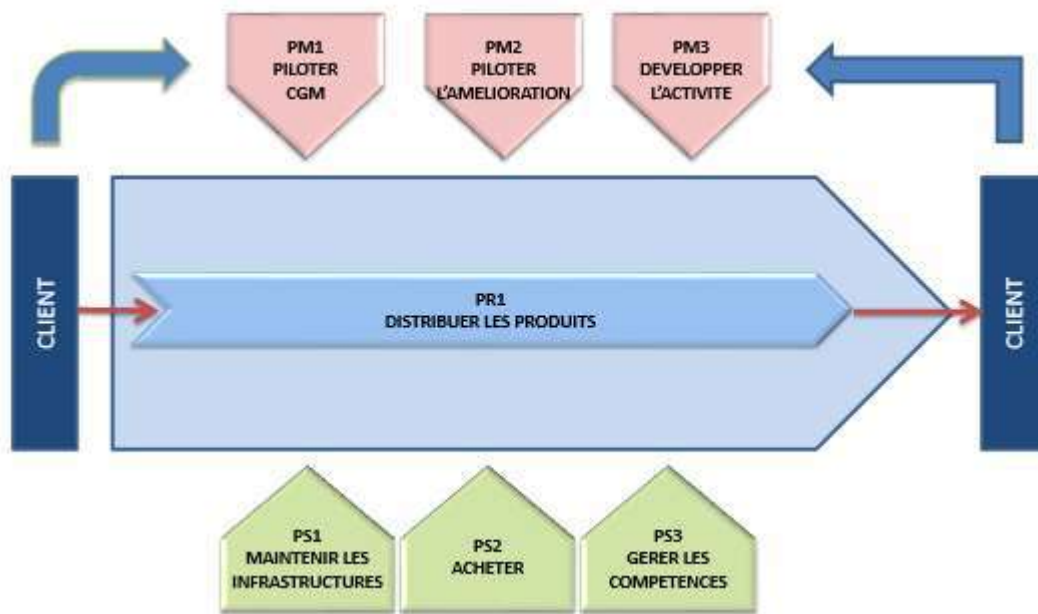 PM1
PILOTER
CGM
PM2
PILOTER
L'AMELIORATION
PM3
DEVELOPPER
L'ACTIVITE
CLIENT
PR1
DISTRIBUER LES PRODUITS
CLIENT
PS1
MAINTENIR LES
INFRASTRUCTURES
PS2
ACHETER
PS3
GERER LES
COMPETENCES